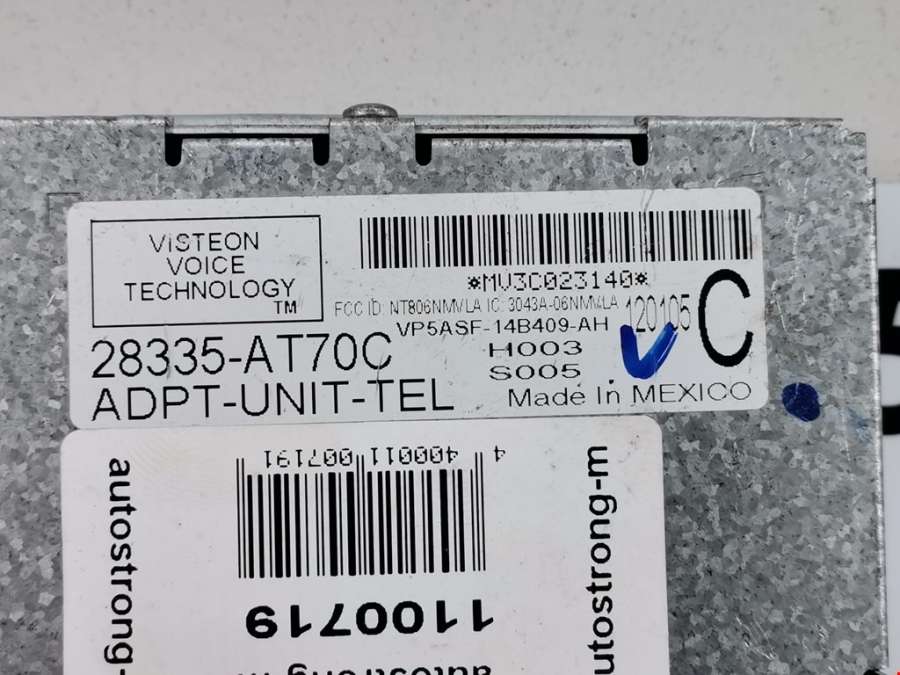 VISTEON
VOICE
TECHNOLOGY
TM
*MV3C023140*
FCC ID: NT806NMVLA IC: 3043A-06NMVLA
120105
C
VP5ASF-14B409-AH
28335-AT70C
H003
S005
ADPT-UNIT-TEL
Made In MEXICO
4 400011 007191
1100719
autostrong-
autostrong-m
autostrong m